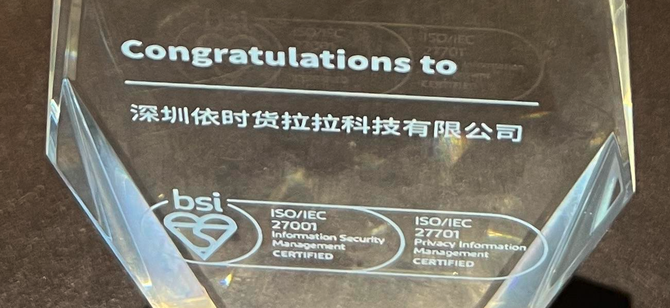 Congratulations to
深圳依时货拉拉科技有限公司
bsi
ISO/IEC
27001
Information Security
Management
CERTIFIED
ISO/IEC
27701
Privacy Information
Management
CERTIFIED